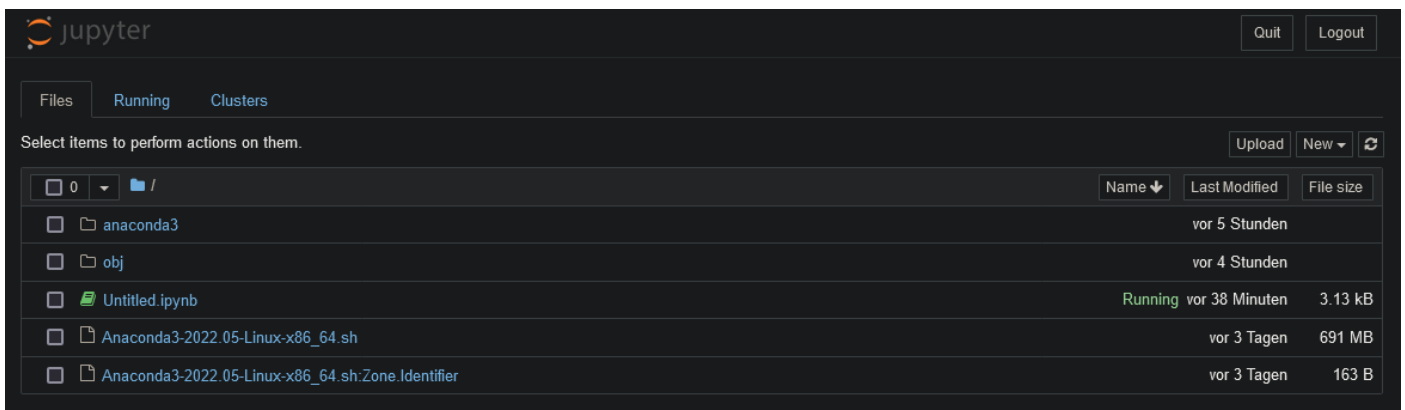 jupyter Quit Logout
Files Running Clusters
Select items to perform actions on them. Upload New
0 / Name Last Modified File size
anaconda3 vor 5 Stunden
obj vor 4 Stunden
Untitled.ipynb Running vor 38 Minuten 3.13 kB
Anaconda3-2022.05-Linux-x86_64.sh vor 3 Tagen 691 MB
Anaconda3-2022.05-Linux-x86_64.sh:Zone.Identifier vor 3 Tagen 163 B